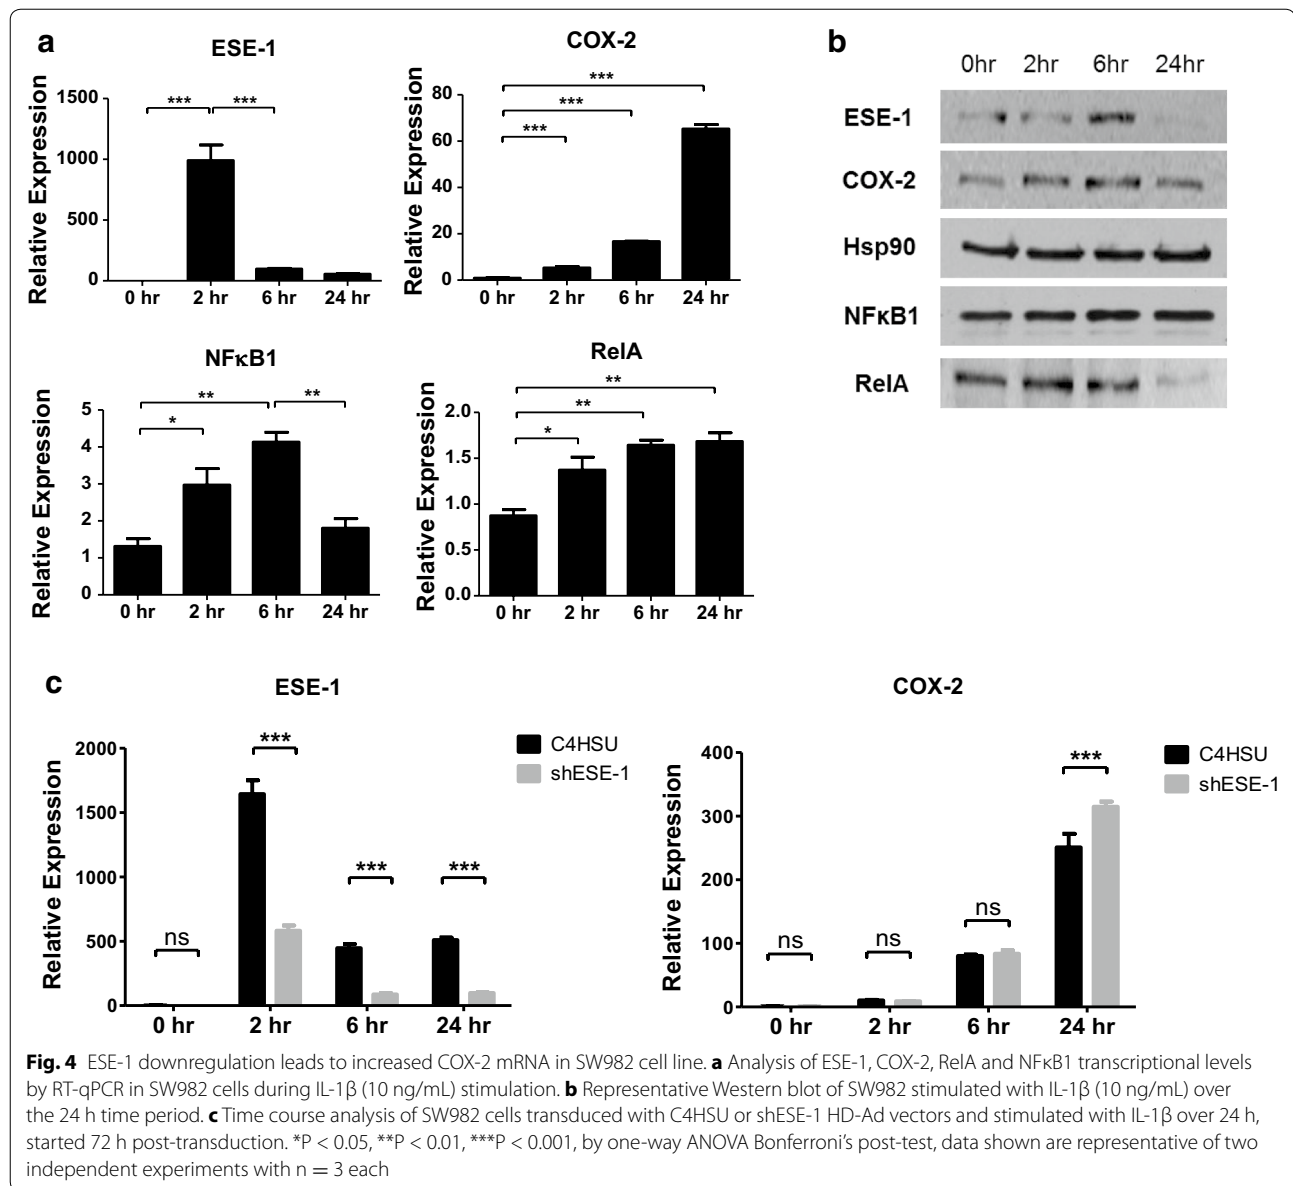 a
ESE-1
Relative Expression
1500
1000
500
0
***
***
0 hr 2 hr 6 hr 24 hr
COX-2
Relative Expression
80
60
40
20
0
***
***
***
0 hr 2 hr 6 hr 24 hr
NFκB1
Relative Expression
5
4
3
2
1
0
**
**
*
0 hr 2 hr 6 hr 24 hr
RelA
Relative Expression
2.0
1.5
1.0
0.5
0.0
**
**
*
0 hr 2 hr 6 hr 24 hr
b
0hr 2hr 6hr 24hr
ESE-1
COX-2
Hsp90
NFκB1
RelA
c
ESE-1
Relative Expression
2000
1500
1000
500
0
ns
***
***
***
0 hr 2 hr 6 hr 24 hr
C4HSU
shESE-1
COX-2
Relative Expression
400
300
200
100
0
ns
ns
ns
***
0 hr 2 hr 6 hr 24 hr
C4HSU
shESE-1
Fig. 4 ESE-1 downregulation leads to increased COX-2 mRNA in SW982 cell line. a Analysis of ESE-1, COX-2, RelA and NFκB1 transcriptional levels
by RT-qPCR in SW982 cells during IL-1β (10 ng/mL) stimulation. b Representative Western blot of SW982 stimulated with IL-1β (10 ng/mL) over
the 24 h time period. c Time course analysis of SW982 cells transduced with C4HSU or shESE-1 HD-Ad vectors and stimulated with IL-1β over 24 h,
started 72 h post-transduction. *P < 0.05, **P < 0.01, ***P < 0.001, by one-way ANOVA Bonferroni's post-test, data shown are representative of two
independent experiments with n = 3 each